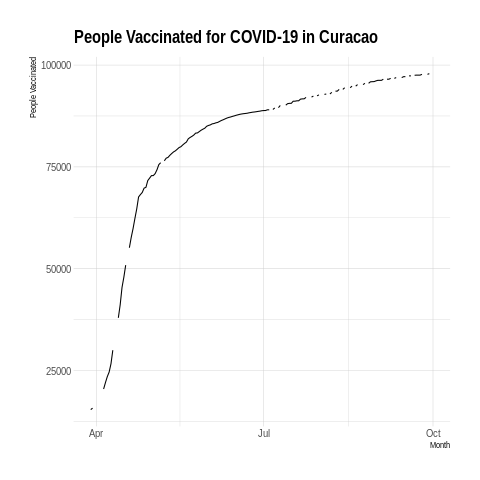 People Vaccinated for COVID-19 in Curacao
People Vaccinated
100000
75000
50000
25000
Apr
Jul
Oct
Month